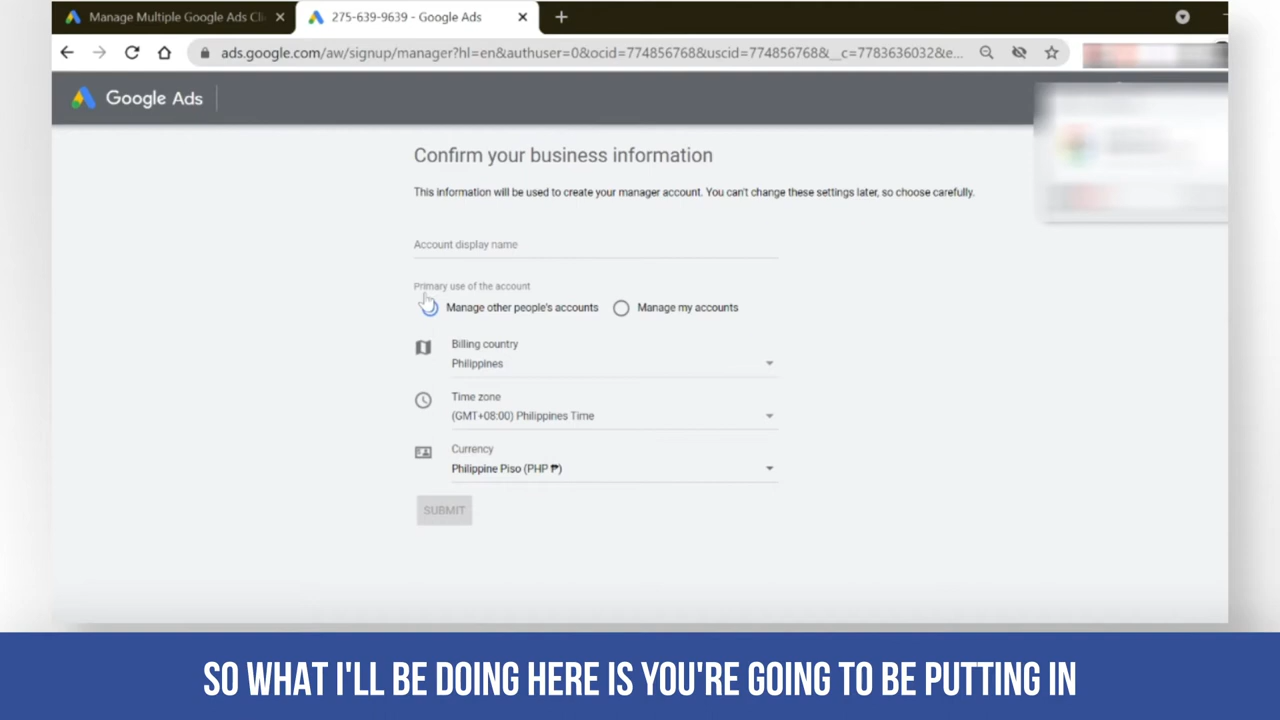 Manage Multiple Google Ads Cli
275-639-9639 - Google Ads
ads.google.com/aw/signup/manager?hl=en&authuser=0&ocid=774856768&uscid=774856768&__c=7783636032&e...
Google Ads
Confirm your business information
This information will be used to create your manager account. You can't change these settings later, so choose carefully.
Account display name
Primary use of the account
Manage other people's accounts
Manage my accounts
Billing country
Philippines
Time zone
(GMT+08:00) Philippines Time
Currency
Philippine Piso (PHP ₱)
SUBMIT
SO WHAT I'LL BE DOING HERE IS YOU'RE GOING TO BE PUTTING IN